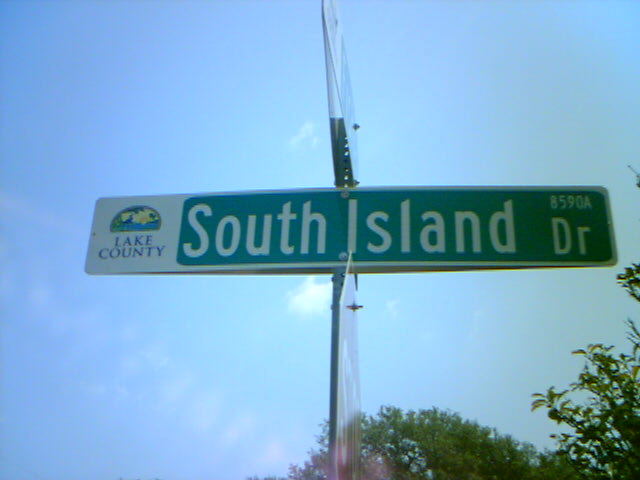 LAKE
COUNTY
South Island Dr
8590A